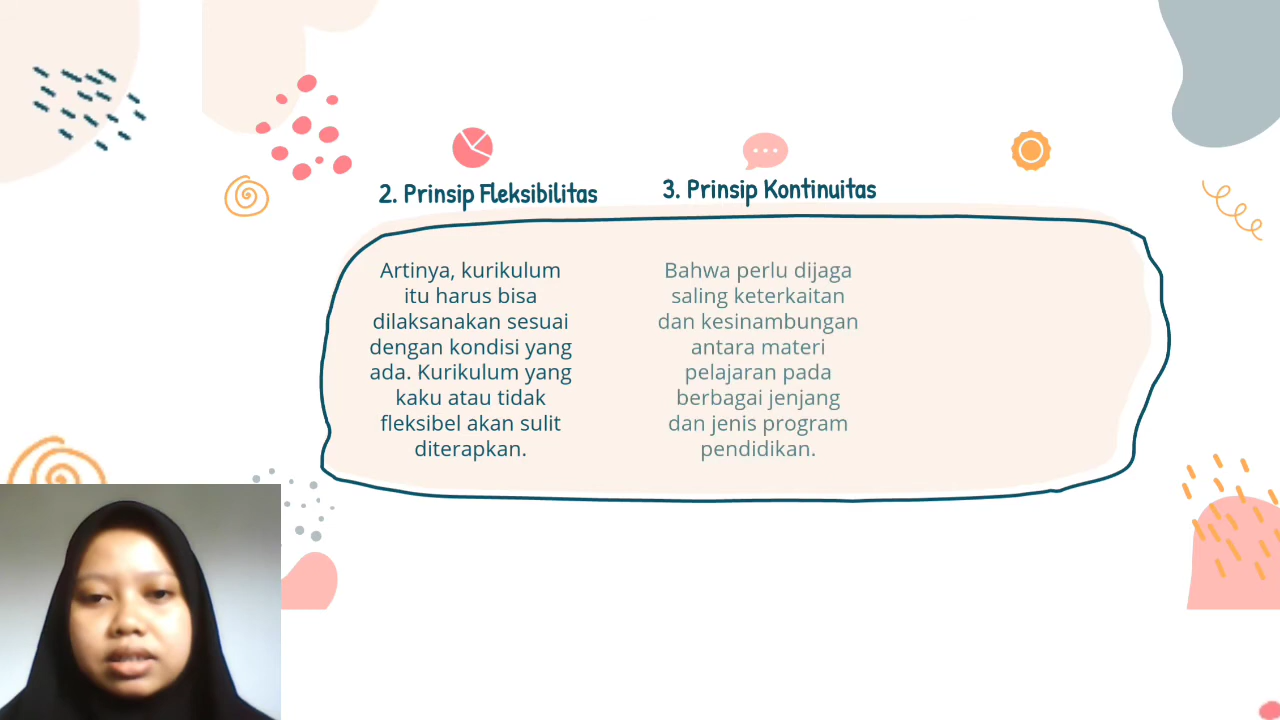 2. Prinsip Fleksibilitas
Artinya, kurikulum
itu harus bisa
dilaksanakan sesuai
dengan kondisi yang
ada. Kurikulum yang
kaku atau tidak
fleksibel akan sulit
diterapkan.
3. Prinsip Kontinuitas
Bahwa perlu dijaga
saling keterkaitan
dan kesinambungan
antara materi
pelajaran pada
berbagai jenjang
dan jenis program
pendidikan.